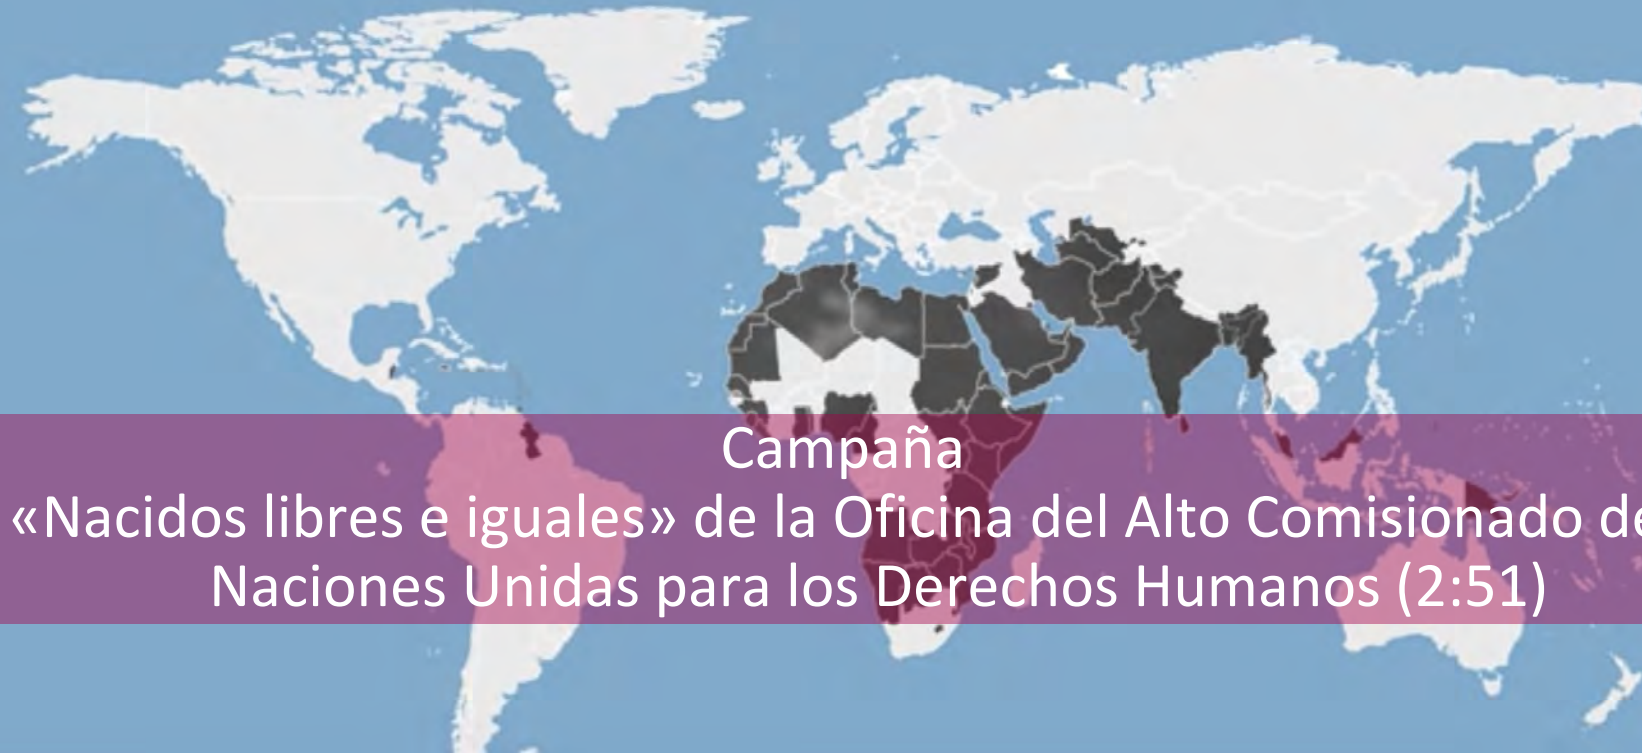 Campaña
«Nacidos libres e iguales» de la Oficina del Alto Comisionado de
Naciones Unidas para los Derechos Humanos (2:51)